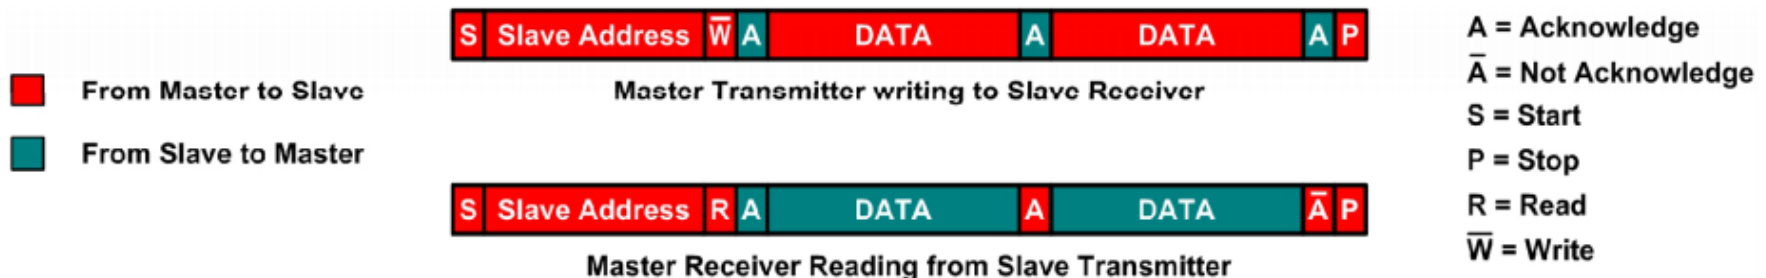 S Slave Address W̅ A DATA A DATA A P
Master Transmitter writing to Slave Receiver
From Master to Slave
From Slave to Master
S Slave Address R A DATA A DATA A̅ P
Master Receiver Reading from Slave Transmitter
A = Acknowledge
A̅ = Not Acknowledge
S = Start
P = Stop
R = Read
W̅ = Write